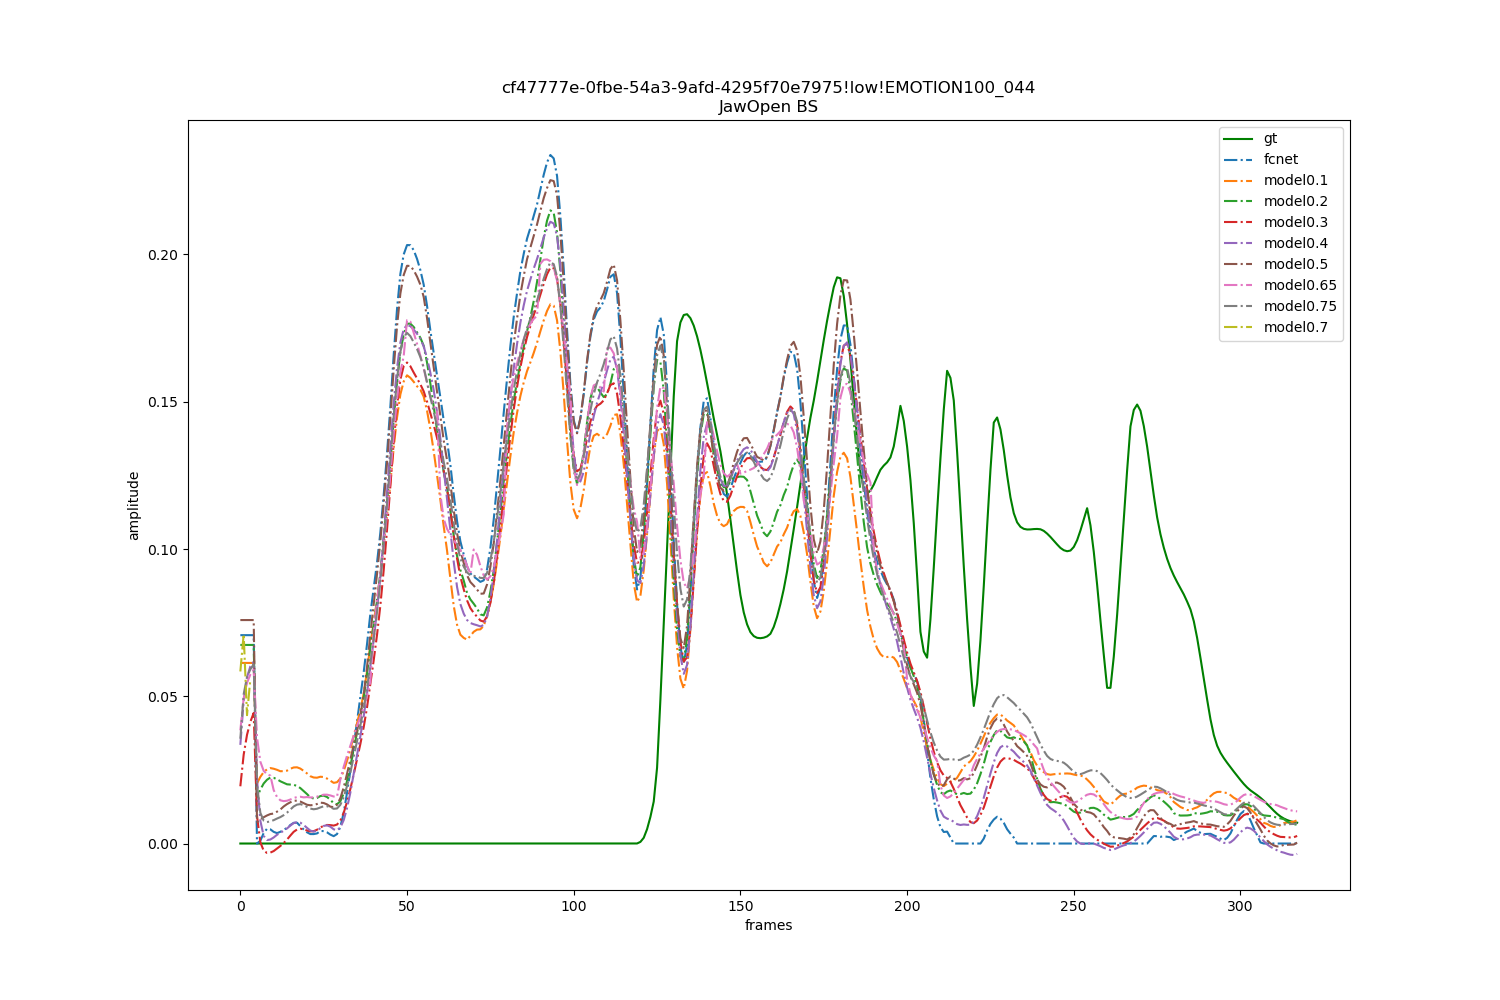 cf47777e-0fbe-54a3-9afd-4295f70e7975!low!EMOTION100_044
JawOpen BS
gt
fcnet
model0.1
model0.2
model0.3
model0.4
model0.5
model0.65
model0.75
model0.7
amplitude
0.20
0.15
0.10
0.05
0.00
0 50 100 150 200 250 300
frames